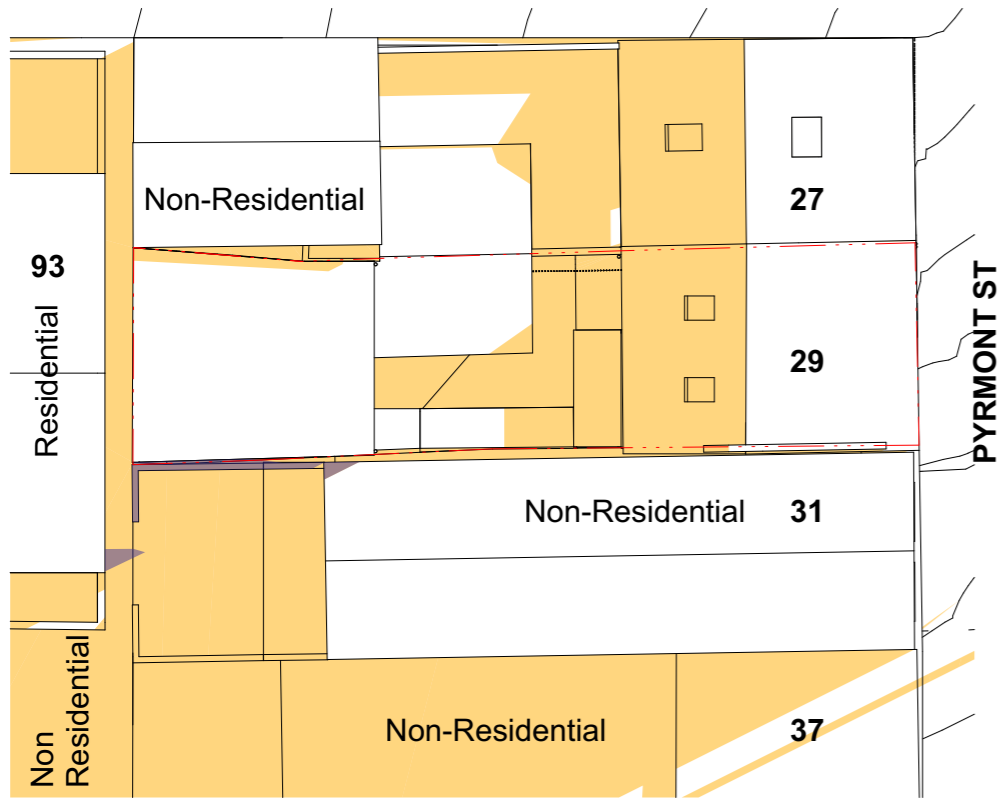 Non-Residential
27
93
Residential
29
PYRMONT ST
Non-Residential 31
Non
Residential
Non-Residential 37